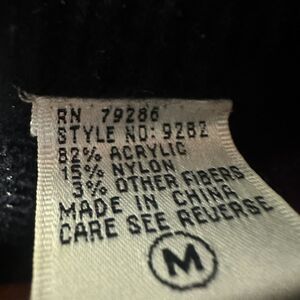 RN 79286
STYLE NO: 9282
82% ACRYLIC
15% NYLON
3% OTHER FIBERS
MADE IN CHINA
CARE SEE REVERSE
M